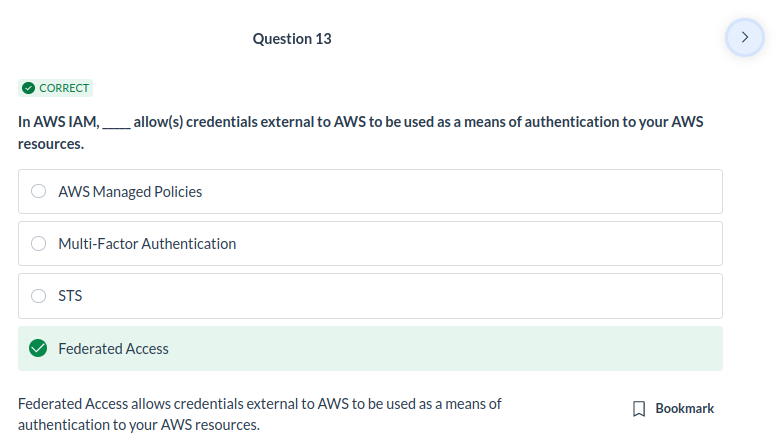 Question 13
CORRECT
In AWS IAM, _____ allow(s) credentials external to AWS to be used as a means of authentication to your AWS
resources.
AWS Managed Policies
Multi-Factor Authentication
STS
Federated Access
Federated Access allows credentials external to AWS to be used as a means of
authentication to your AWS resources.
Bookmark